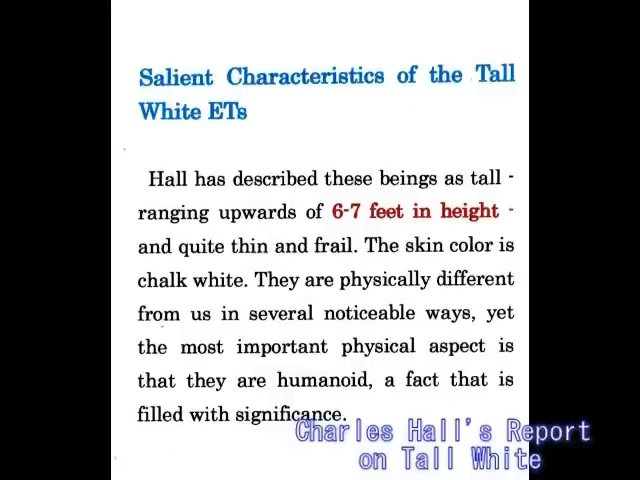 Salient Characteristics of the Tall
White ETs
Hall has described these beings as tall -
ranging upwards of 6-7 feet in height -
and quite thin and frail. The skin color is
chalk white. They are physically different
from us in several noticeable ways, yet
the most important physical aspect is
that they are humanoid, a fact that is
filled with significance.
Charles Hall's Report
on Tall White